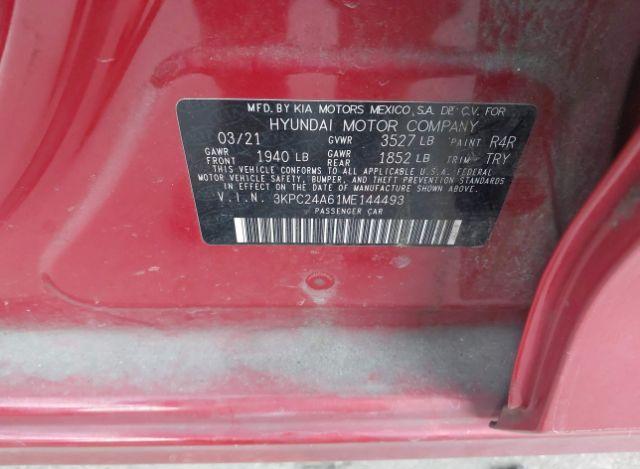 MFD. BY KIA MOTORS MEXICO, S.A. DE C.V. FOR
HYUNDAI MOTOR COMPANY
03/21 GVWR 3527 LB PAINT R4R
GAWR FRONT 1940 LB GAWR REAR 1852 LB TRIM TRY
THIS VEHICLE CONFORMS TO ALL APPLICABLE U.S.A. FEDERAL
MOTOR VEHICLE SAFETY, BUMPER, AND THEFT PREVENTION STANDARDS
IN EFFECT ON THE DATE OF MANUFACTURE SHOWN ABOVE.
V.I.N. 3KPC24A61ME144493
PASSENGER CAR